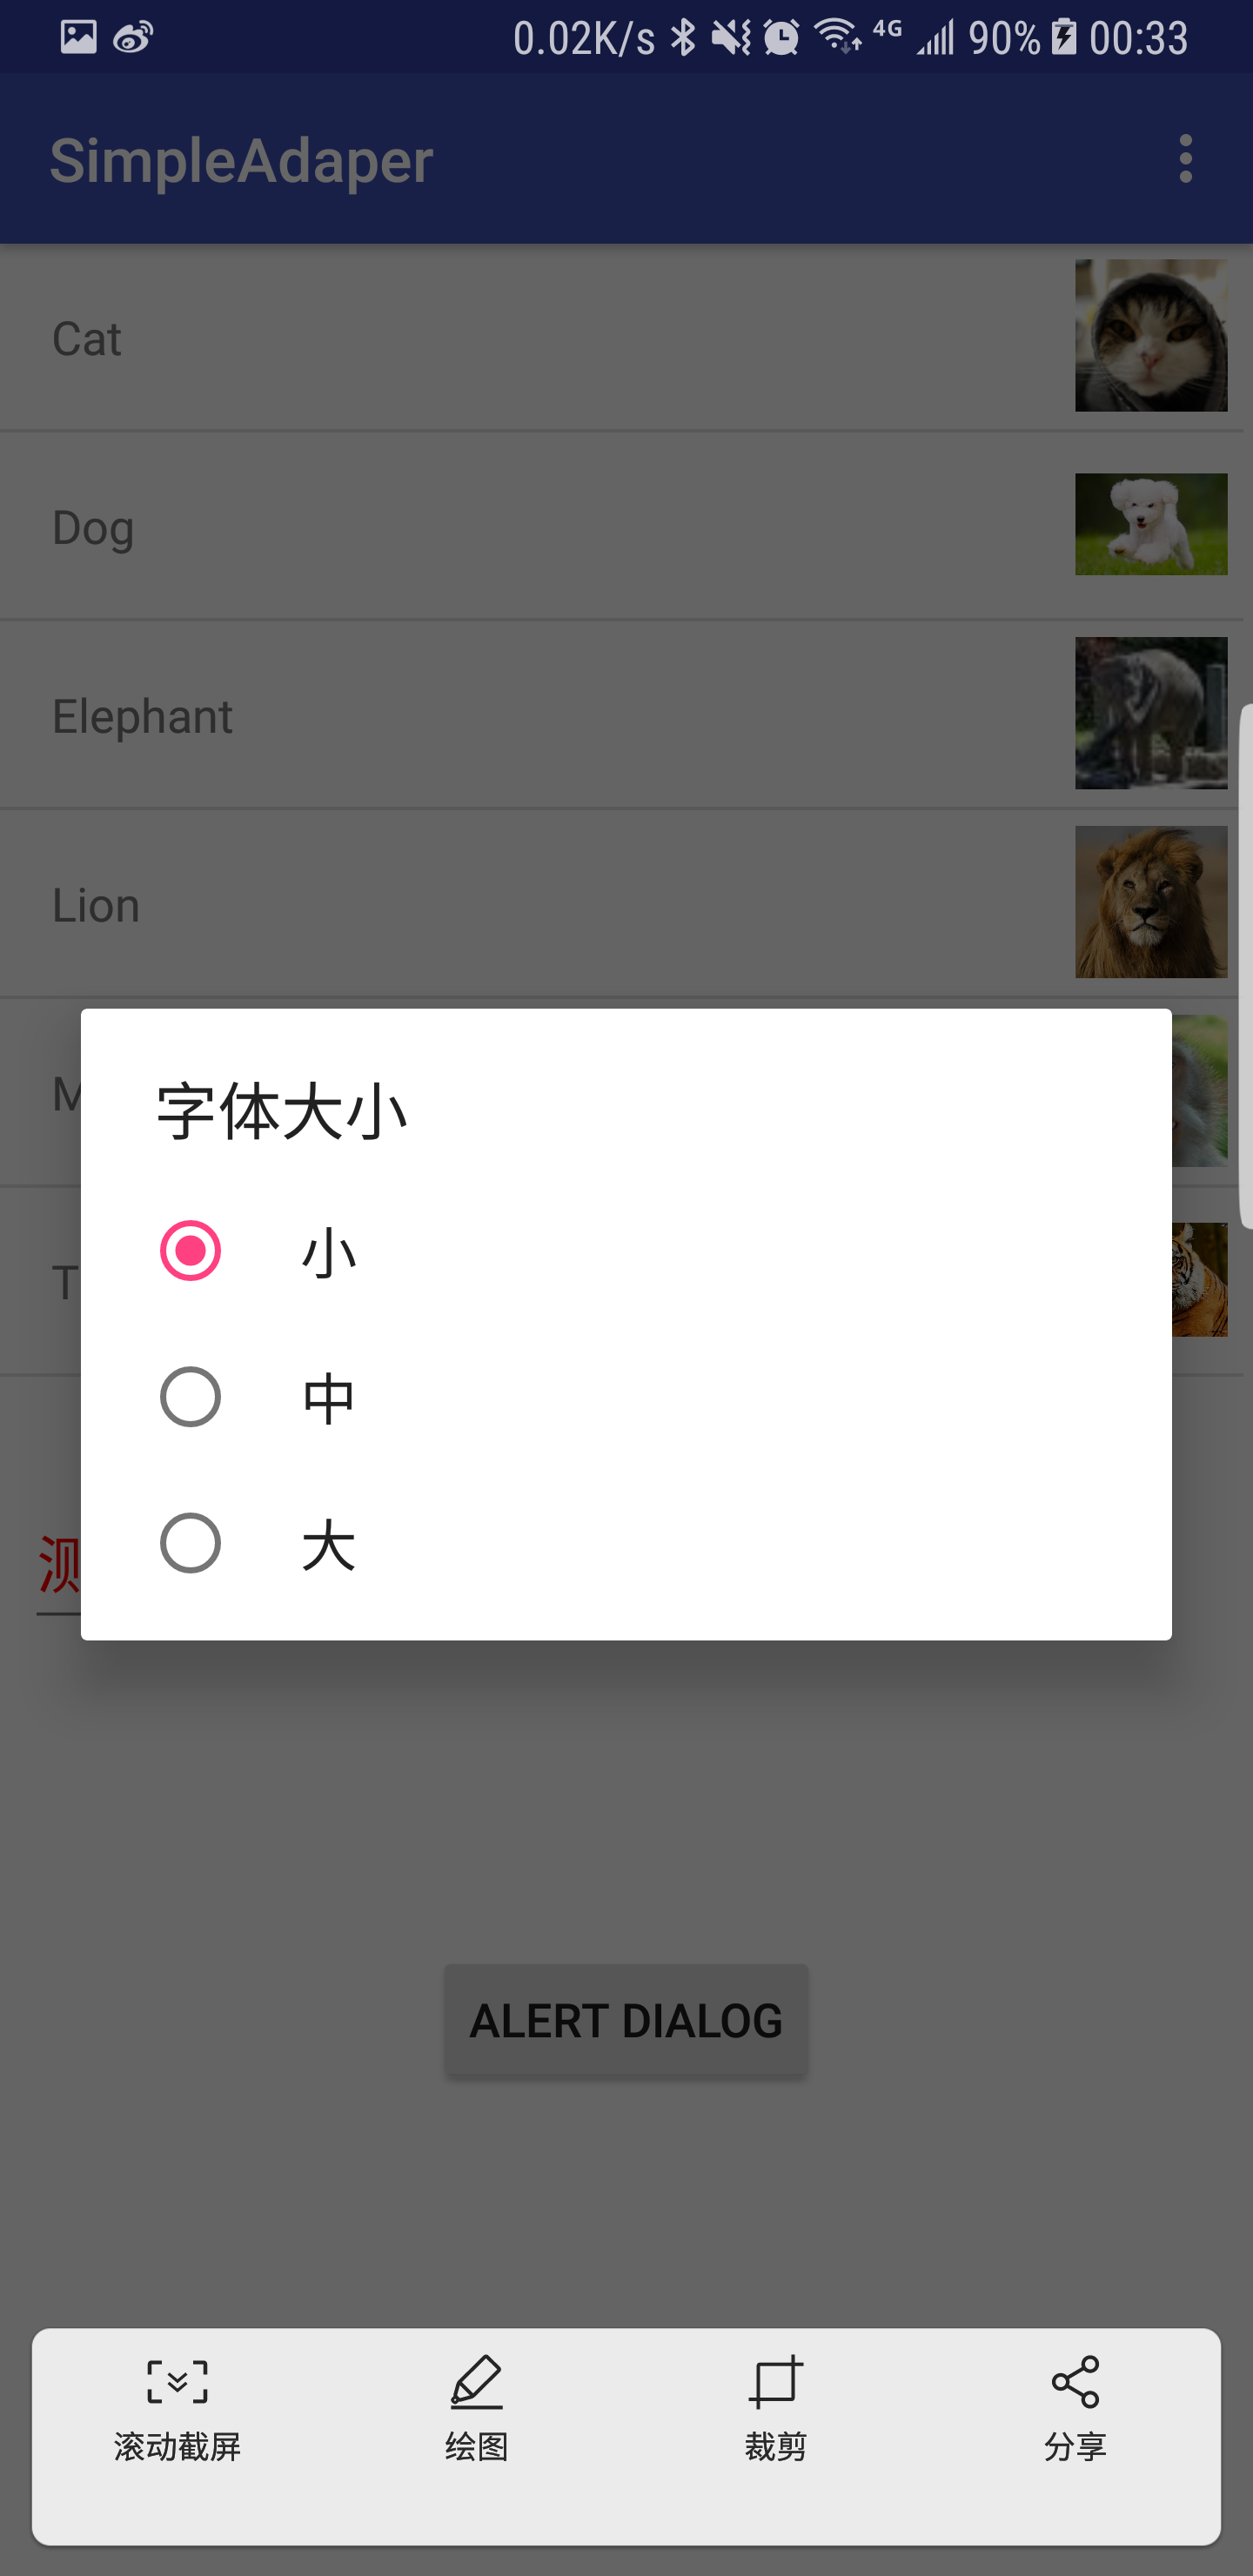 0.02K/s 4G 90% 00:33
SimpleAdaper
Cat
Dog
Elephant
Lion
M
T
字体大小
小
中
大
测
ALERT DIALOG
滚动截屏 绘图 裁剪 分享